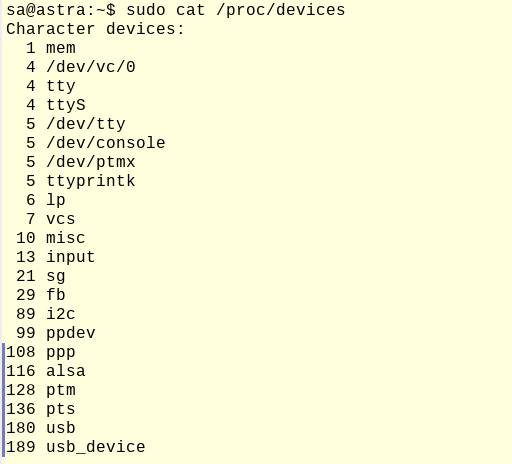 sa@astra:~$ sudo cat /proc/devices
Character devices:
  1 mem
  4 /dev/vc/0
  4 tty
  4 ttyS
  5 /dev/tty
  5 /dev/console
  5 /dev/ptmx
  5 ttyprintk
  6 lp
  7 vcs
 10 misc
 13 input
 21 sg
 29 fb
 89 i2c
 99 ppdev
108 ppp
116 alsa
128 ptm
136 pts
180 usb
189 usb_device